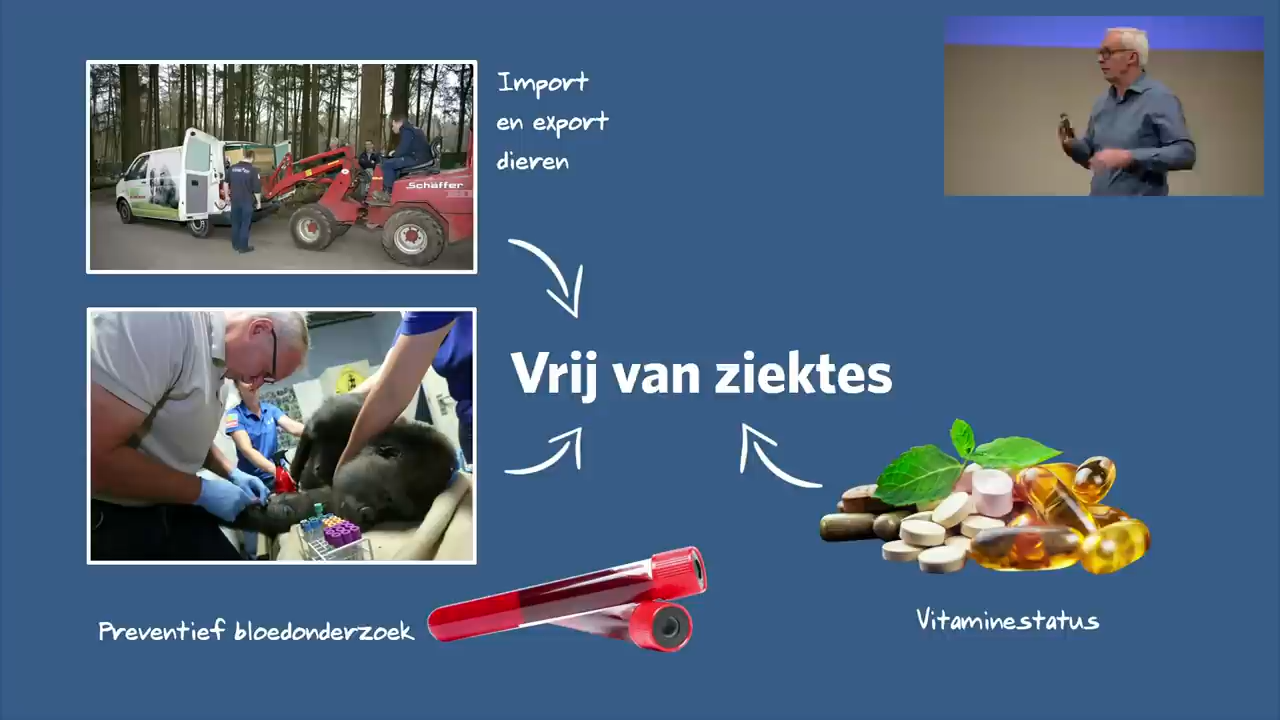 Import
en export
dieren
Schäffer
Vrij van ziektes
Preventief bloedonderzoek
Vitaminestatus